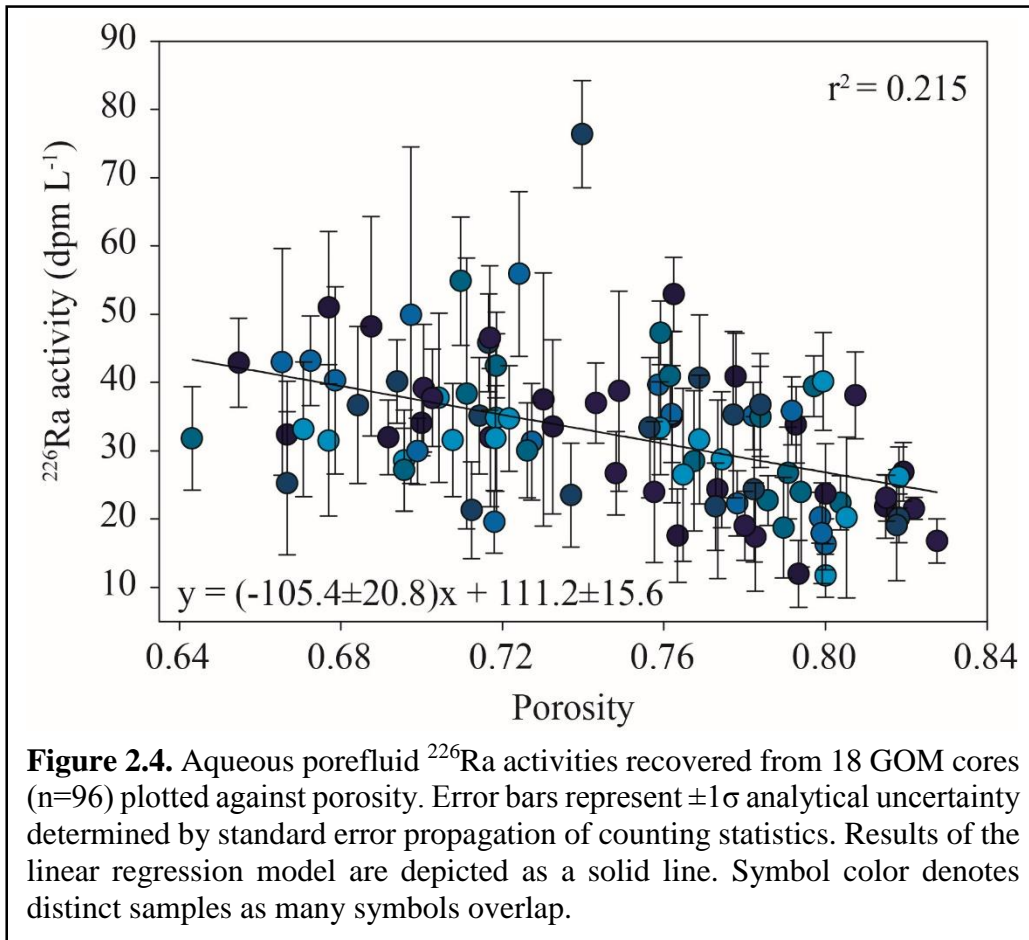 90
80
70
60
50
40
30
20
10
²²⁶Ra activity (dpm L⁻¹)
r² = 0.215
y = (-105.4±20.8)x + 111.2±15.6
0.64 0.68 0.72 0.76 0.80 0.84
Porosity
Figure 2.4. Aqueous porefluid ²²⁶Ra activities recovered from 18 GOM cores
(n=96) plotted against porosity. Error bars represent ±1σ analytical uncertainty
determined by standard error propagation of counting statistics. Results of the
linear regression model are depicted as a solid line. Symbol color denotes
distinct samples as many symbols overlap.